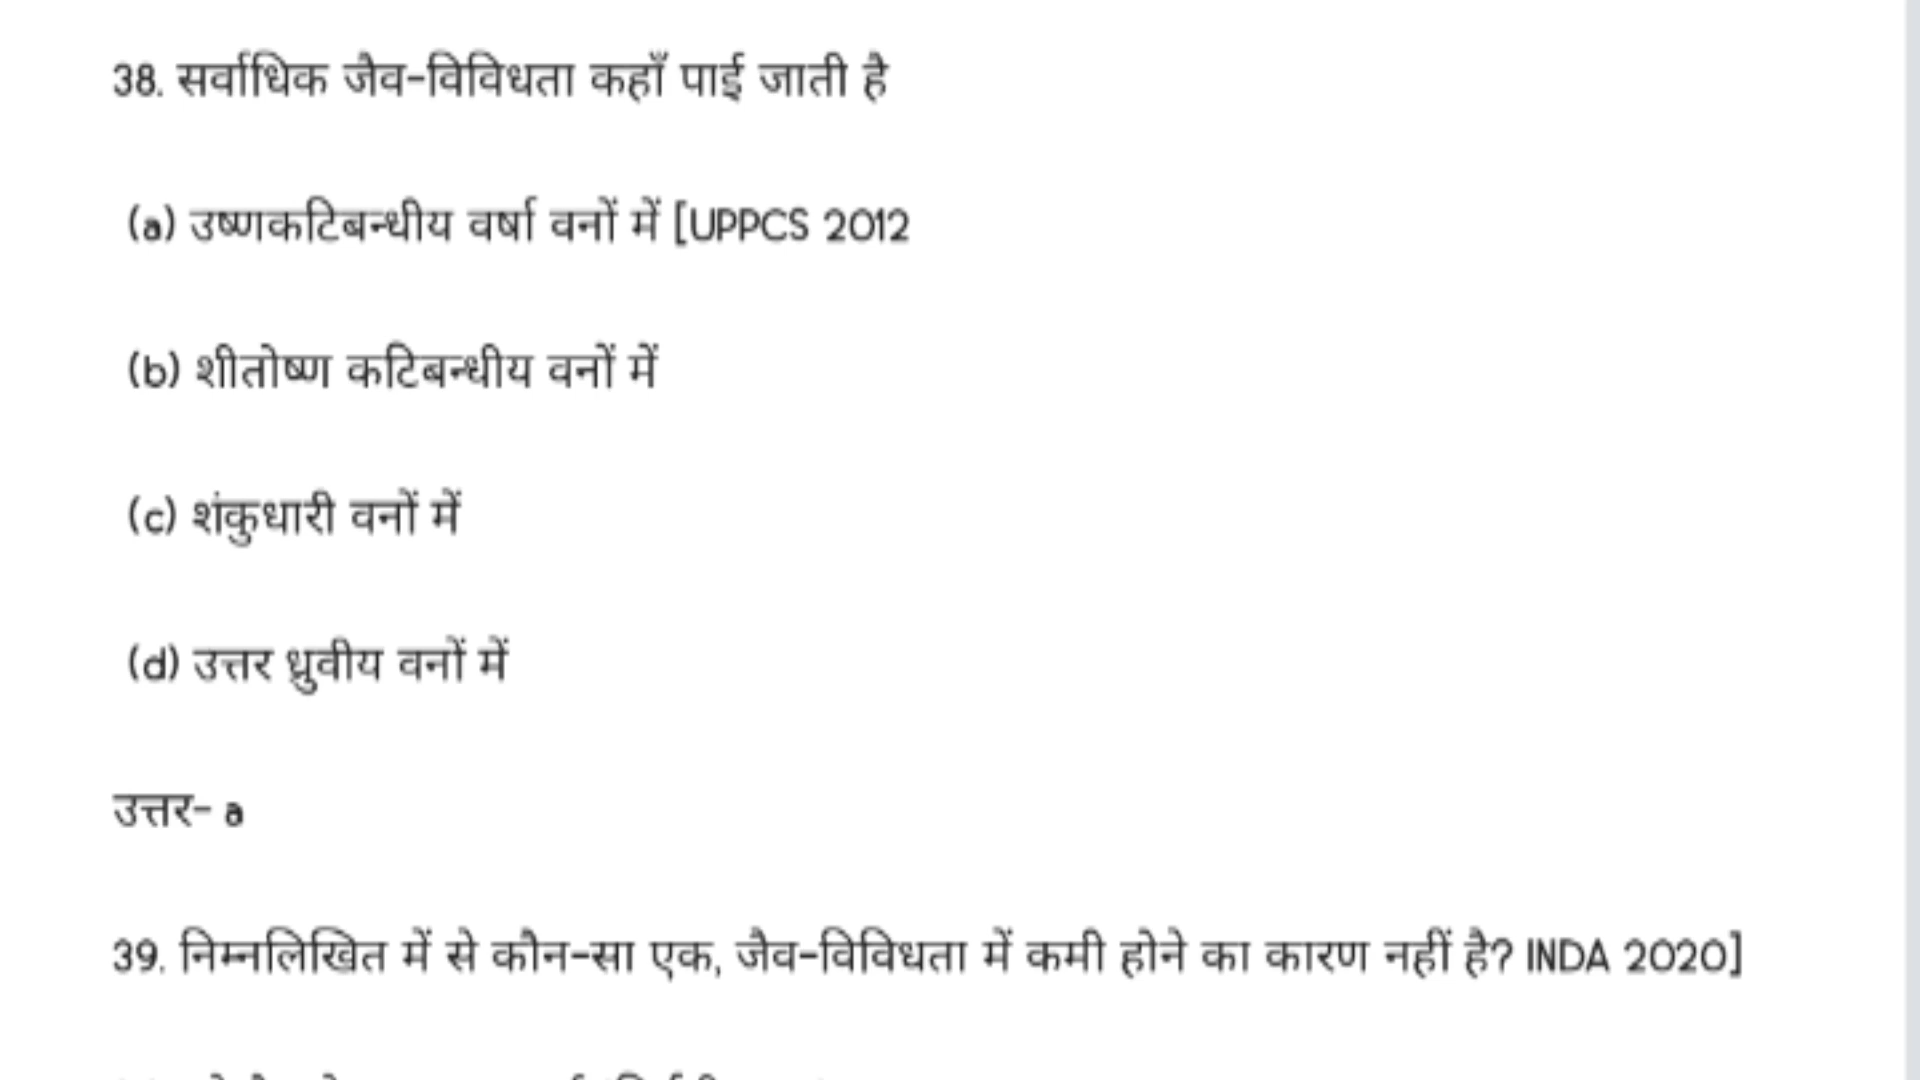 38. सर्वाधिक जैव-विविधता कहाँ पाई जाती है
(a) उष्णकटिबन्धीय वर्षा वनों में [UPPCS 2012
(b) शीतोष्ण कटिबन्धीय वनों में
(c) शंकुधारी वनों में
(d) उत्तर ध्रुवीय वनों में
उत्तर- a
39. निम्नलिखित में से कौन-सा एक, जैव-विविधता में कमी होने का कारण नहीं है? INDA 2020]